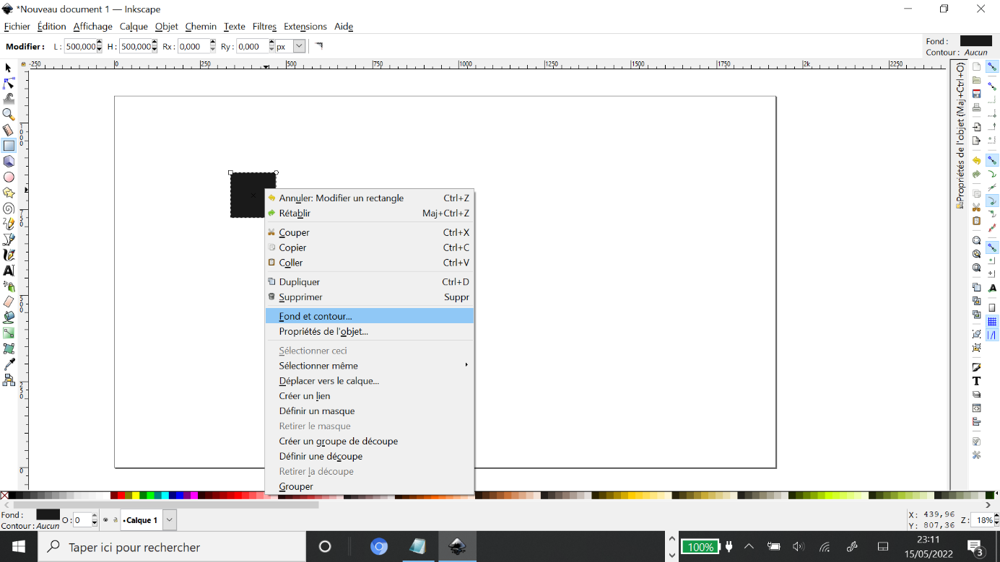 *Nouveau document 1 — Inkscape
Fichier Édition Affichage Calque Objet Chemin Texte Filtres Extensions Aide
Modifier : L : 500,000 H : 500,000 Rx : 0,000 Ry : 0,000 px
Fond :
Contour : Aucun
-250 0 250 500 750 1000 1250 1500 1750 2k 2250
1000
750
500
250
0
Propriétés de l'objet (Maj+Ctrl+O)
Annuler: Modifier un rectangle Ctrl+Z
Rétablir Maj+Ctrl+Z
Couper Ctrl+X
Copier Ctrl+C
Coller Ctrl+V
Dupliquer Ctrl+D
Supprimer Suppr
Fond et contour...
Propriétés de l'objet...
Sélectionner ceci
Sélectionner même
Déplacer vers le calque...
Créer un lien
Définir un masque
Retirer le masque
Créer un groupe de découpe
Définir une découpe
Retirer la découpe
Grouper
Fond :
Contour : Aucun
O : 0
•Calque 1
X: 439,96
Y: 807,36
Z : 18%
Taper ici pour rechercher
100%
23:11
15/05/2022
3